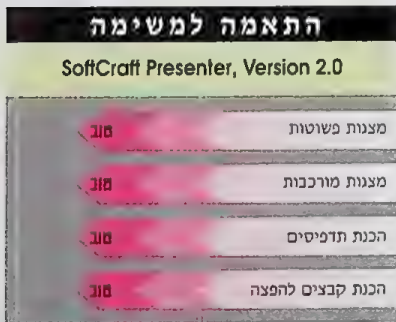 התאמה למשימה
SoftCraft Presenter, Version 2.0
מצגות פשוטות טוב
מצגות מורכבות טוב
הכנת תדפיסים טוב
הכנת קבצים להפצה טוב